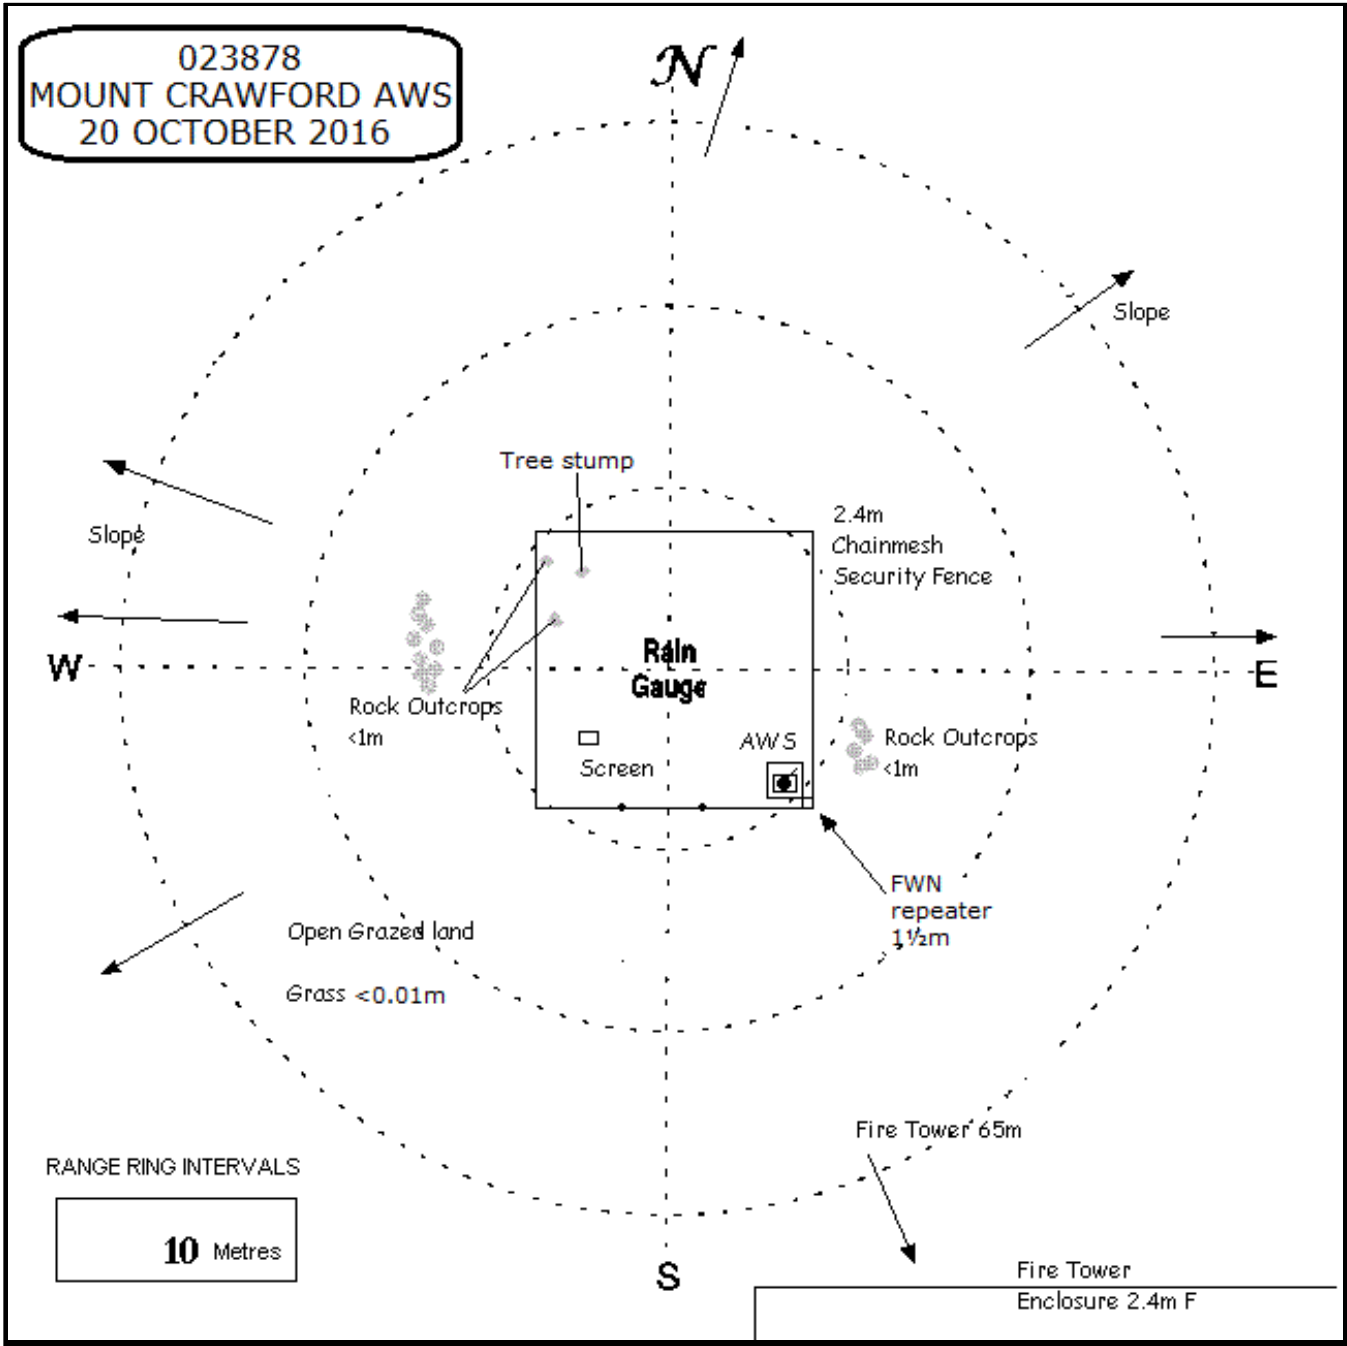 023878
MOUNT CRAWFORD AWS
20 OCTOBER 2016
N
Slope
Tree stump
2.4m
Chainmesh
Security Fence
Slope
W
Rain
Gauge
E
Rock Outcrops
<1m
AWS
Rock Outcrops
<1m
Screen
FWN
repeater
1½m
Open Grazed land
Grass <0.01m
Fire Tower 65m
RANGE RING INTERVALS
10 Metres
S
Fire Tower
Enclosure 2.4m F